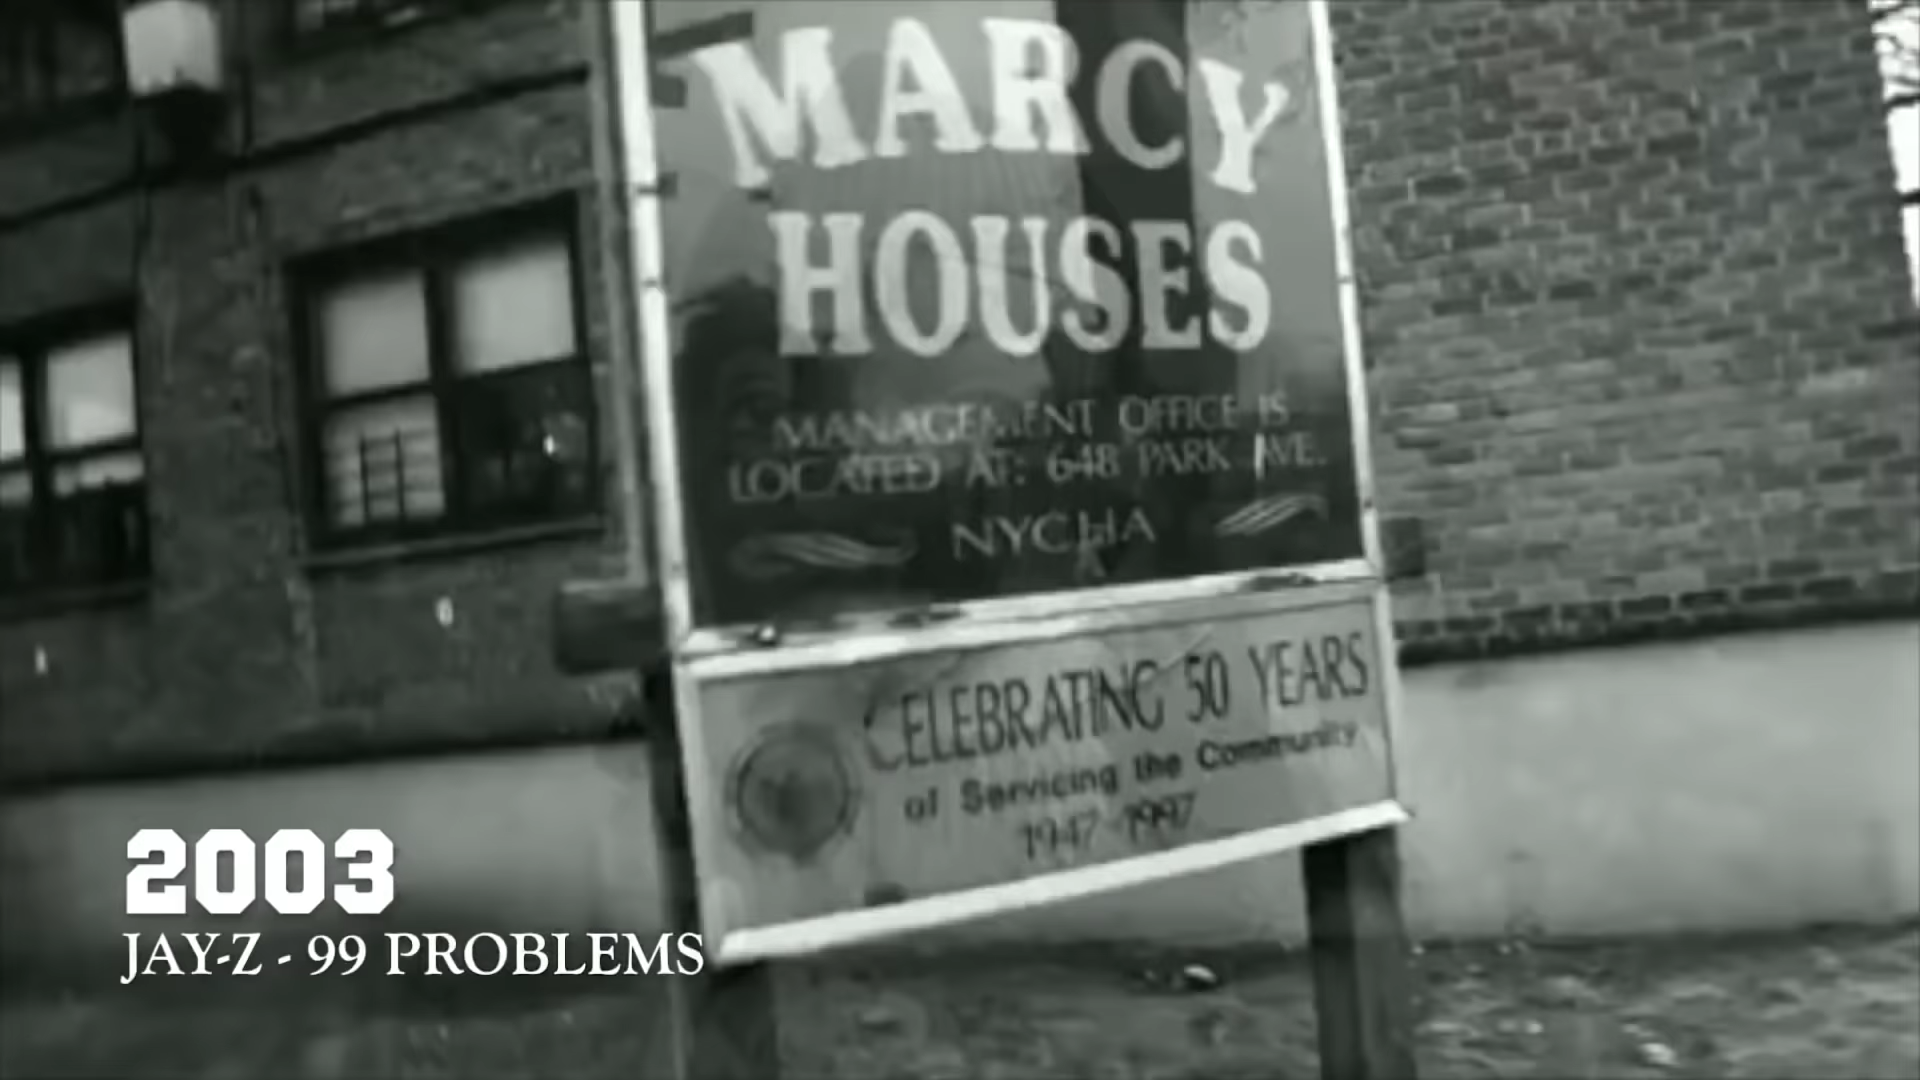 MARCY
HOUSES
MANAGEMENT OFFICE IS
LOCATED AT: 648 PARK AVE.
NYCHA
CELEBRATING 50 YEARS
of Servicing the Community
1947 1997
2003
JAY-Z - 99 PROBLEMS